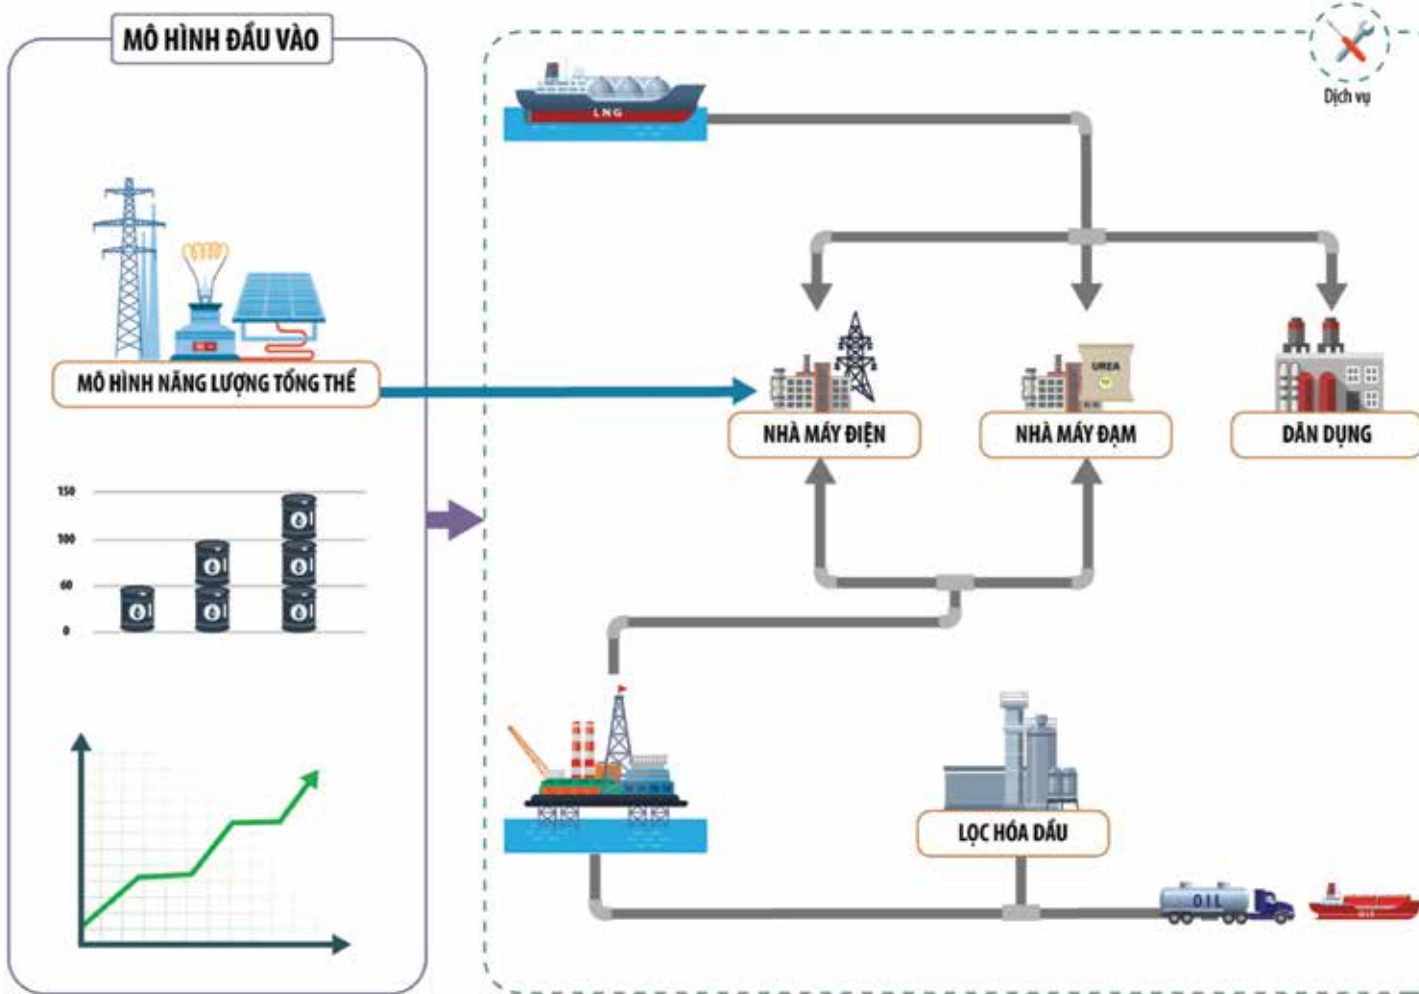 MÔ HÌNH ĐẦU VÀO
Dịch vụ
LNG
MÔ HÌNH NĂNG LƯỢNG TỔNG THỂ
UREA
NHÀ MÁY ĐIỆN
NHÀ MÁY ĐẠM
DÂN DỤNG
150
100
60
0
LỌC HÓA DẦU
OIL
OIL